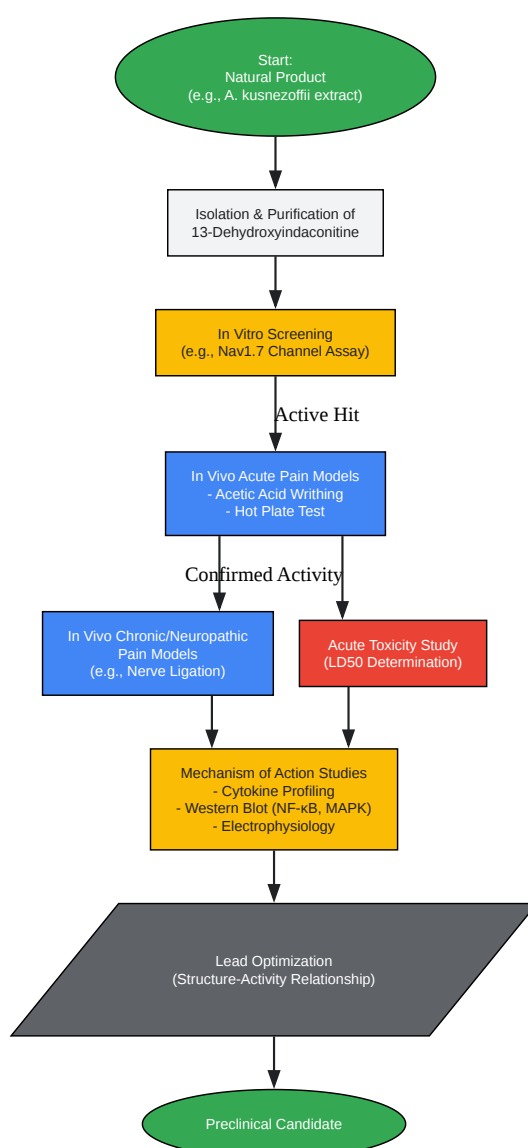 Start:
Natural Product
(e.g., A. kusnezoffii extract)
Isolation & Purification of
13-Dehydroxyindaconitine
In Vitro Screening
(e.g., Nav1.7 Channel Assay)
Active Hit
In Vivo Acute Pain Models
- Acetic Acid Writhing
- Hot Plate Test
Confirmed Activity
In Vivo Chronic/Neuropathic
Pain Models
(e.g., Nerve Ligation)
Acute Toxicity Study
(LD50 Determination)
Mechanism of Action Studies
- Cytokine Profiling
- Western Blot (NF-κB, MAPK)
- Electrophysiology
Lead Optimization
(Structure-Activity Relationship)
Preclinical Candidate